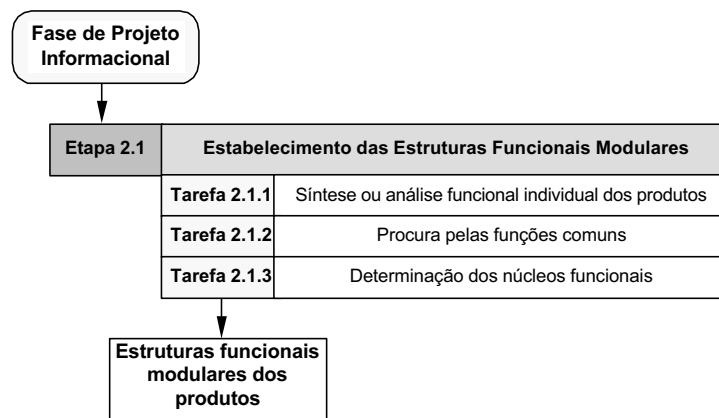 Fase de Projeto
Informacional
Etapa 2.1 Estabelecimento das Estruturas Funcionais Modulares
Tarefa 2.1.1 Síntese ou análise funcional individual dos produtos
Tarefa 2.1.2 Procura pelas funções comuns
Tarefa 2.1.3 Determinação dos núcleos funcionais
Estruturas funcionais
modulares dos
produtos